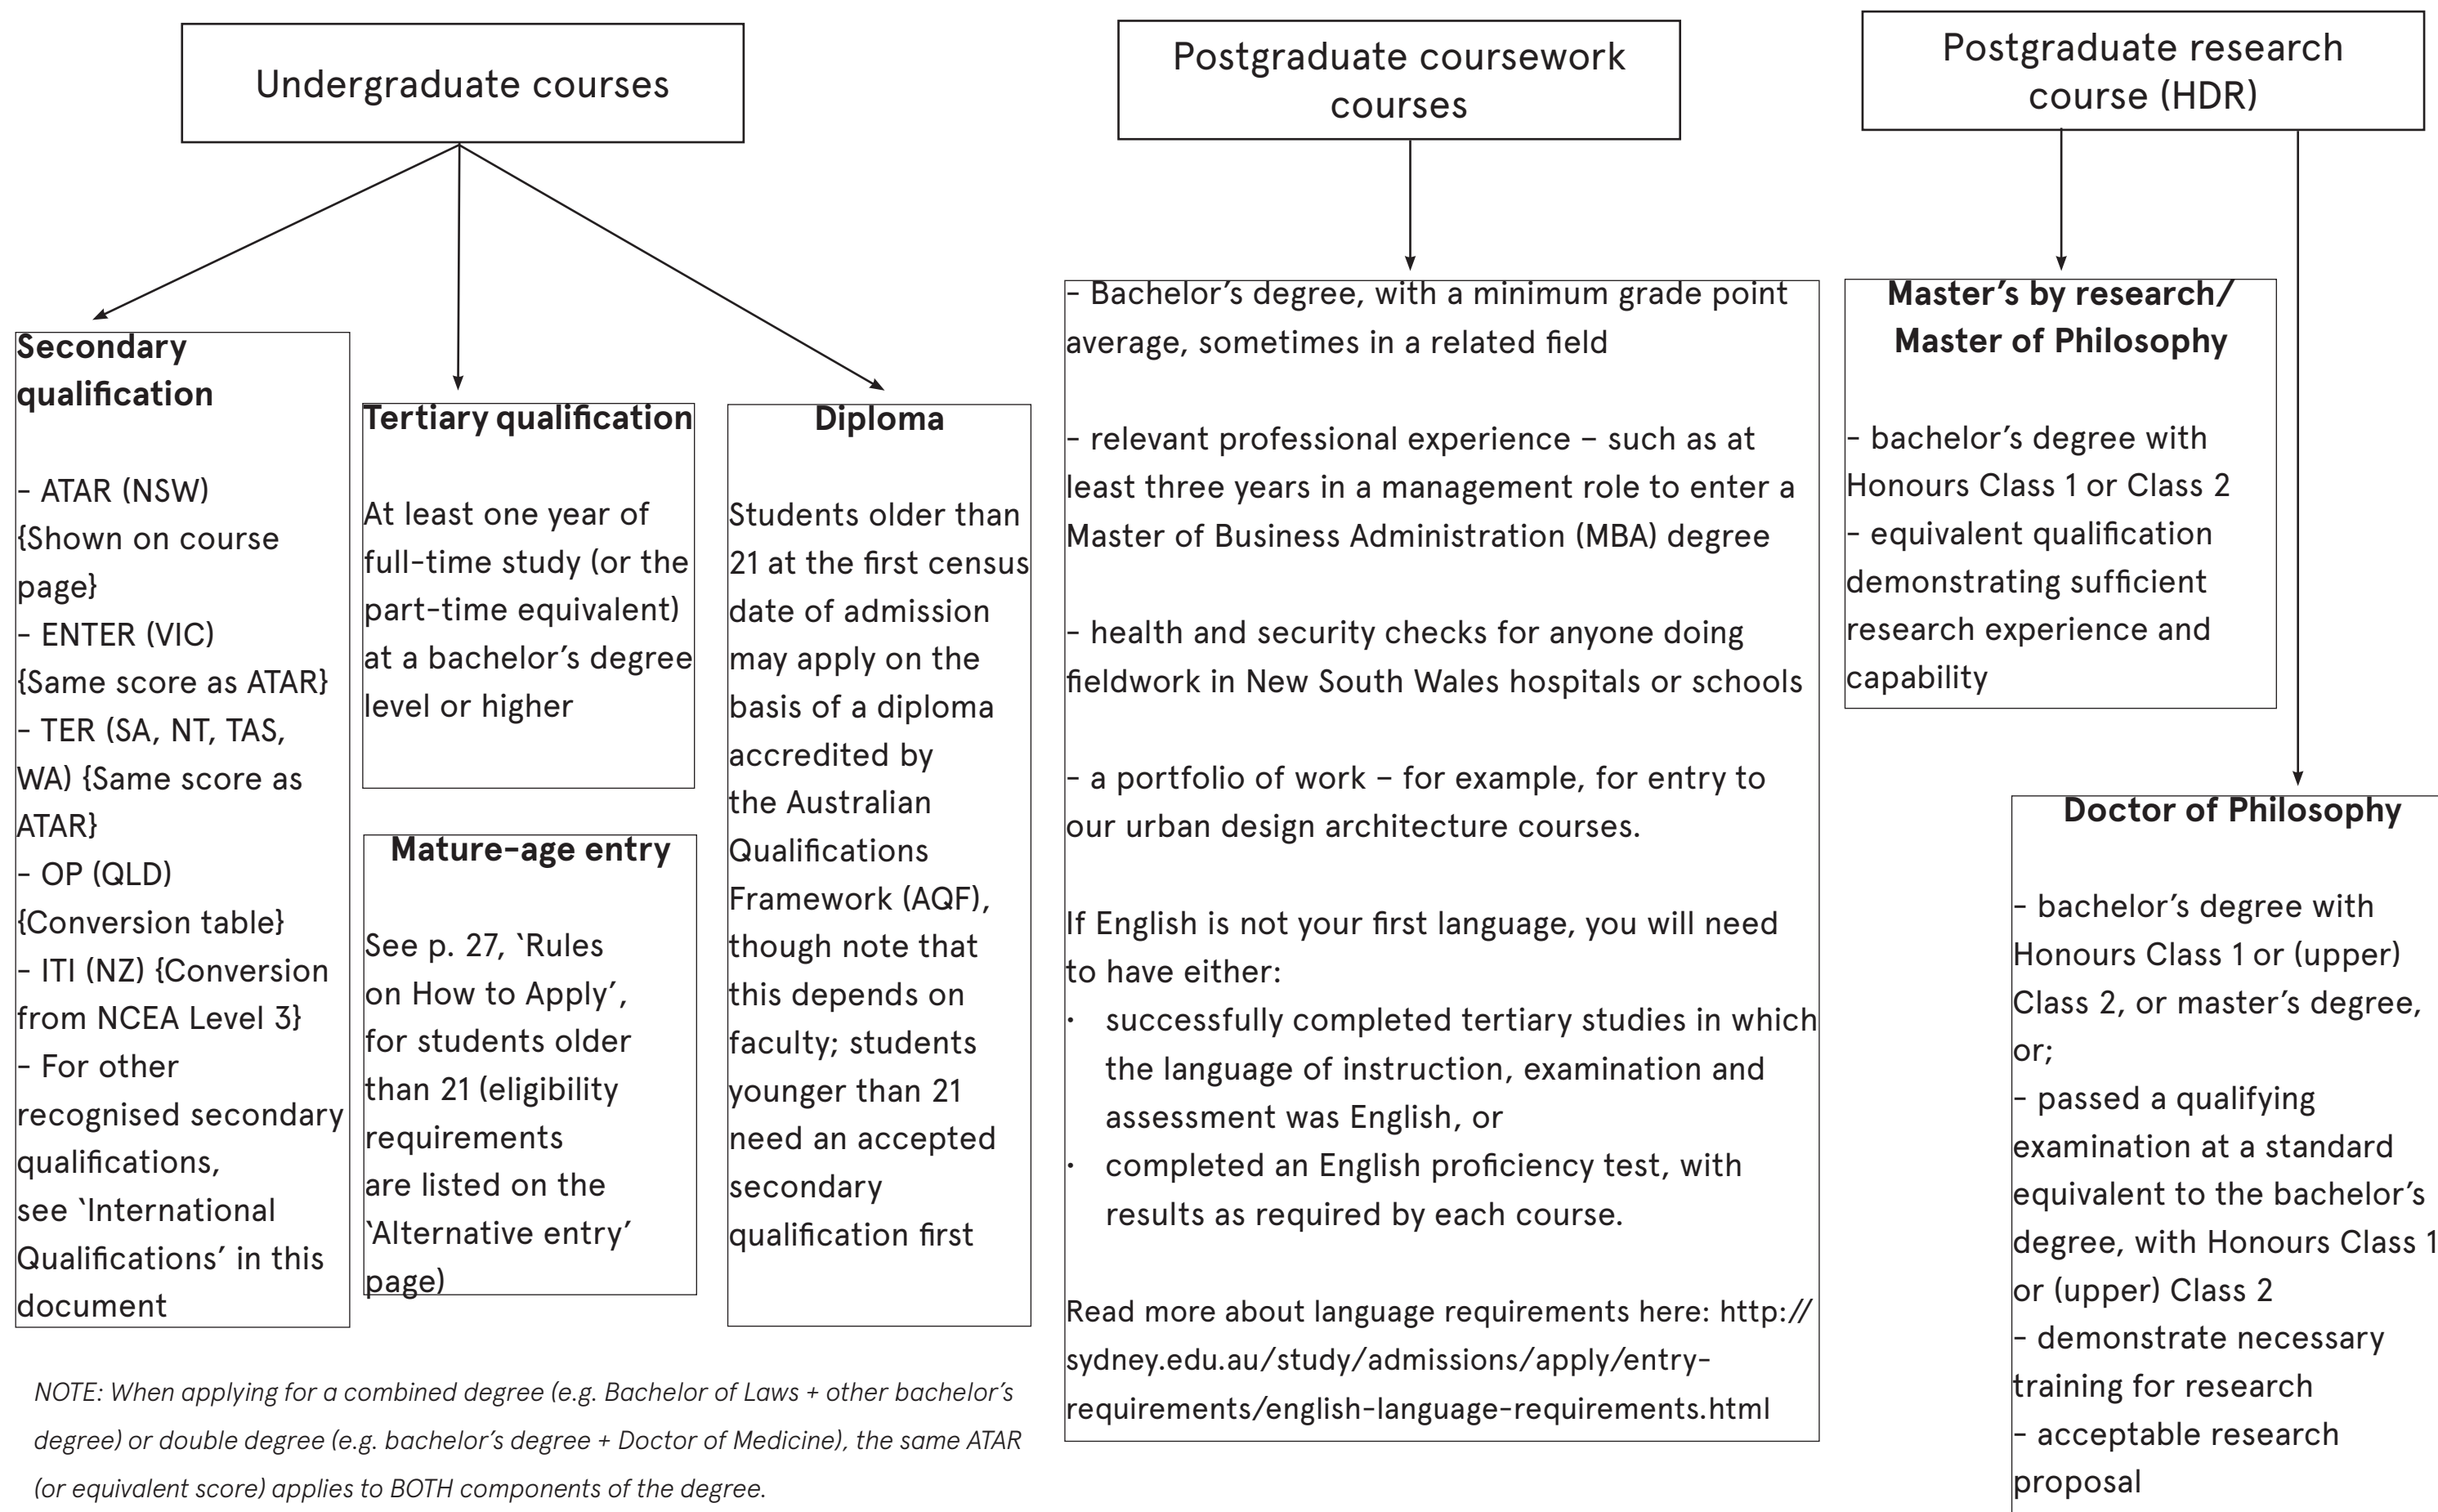 Undergraduate courses
Secondary
qualification
- ATAR (NSW)
{Shown on course
page}
- ENTER (VIC)
{Same score as ATAR}
- TER (SA, NT, TAS,
WA) {Same score as
ATAR}
- OP (QLD)
{Conversion table}
- ITI (NZ) {Conversion
from NCEA Level 3}
- For other
recognised secondary
qualifications,
see ‘International
Qualifications’ in this
document
Tertiary qualification
At least one year of
full-time study (or the
part-time equivalent)
at a bachelor’s degree
level or higher
Mature-age entry
See p. 27, ‘Rules
on How to Apply’,
for students older
than 21 (eligibility
requirements
are listed on the
‘Alternative entry’
page)
Diploma
Students older than
21 at the first census
date of admission
may apply on the
basis of a diploma
accredited by
the Australian
Qualifications
Framework (AQF),
though note that
this depends on
faculty; students
younger than 21
need an accepted
secondary
qualification first
NOTE: When applying for a combined degree (e.g. Bachelor of Laws + other bachelor’s
degree) or double degree (e.g. bachelor’s degree + Doctor of Medicine), the same ATAR
(or equivalent score) applies to BOTH components of the degree.
Postgraduate coursework
courses
- Bachelor’s degree, with a minimum grade point
average, sometimes in a related field
- relevant professional experience – such as at
least three years in a management role to enter a
Master of Business Administration (MBA) degree
- health and security checks for anyone doing
fieldwork in New South Wales hospitals or schools
- a portfolio of work – for example, for entry to
our urban design architecture courses.
If English is not your first language, you will need
to have either:
· successfully completed tertiary studies in which
the language of instruction, examination and
assessment was English, or
· completed an English proficiency test, with
results as required by each course.
Read more about language requirements here: http://
sydney.edu.au/study/admissions/apply/entry-
requirements/english-language-requirements.html
Postgraduate research
course (HDR)
Master’s by research/
Master of Philosophy
- bachelor’s degree with
Honours Class 1 or Class 2
- equivalent qualification
demonstrating sufficient
research experience and
capability
Doctor of Philosophy
- bachelor’s degree with
Honours Class 1 or (upper)
Class 2, or master’s degree,
or;
- passed a qualifying
examination at a standard
equivalent to the bachelor’s
degree, with Honours Class 1
or (upper) Class 2
- demonstrate necessary
training for research
- acceptable research
proposal